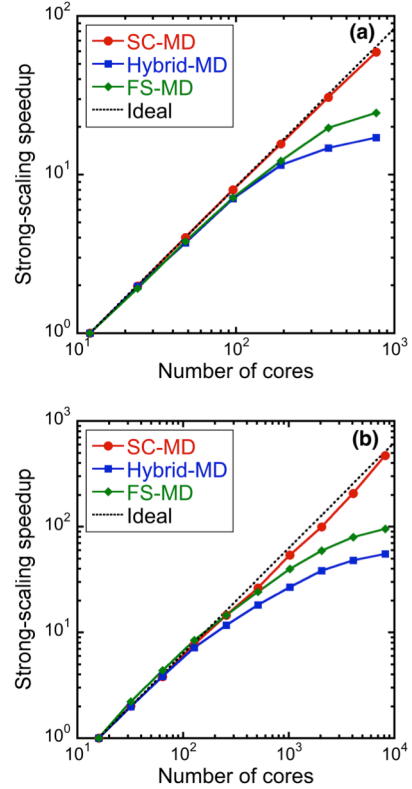 (a)
SC-MD
Hybrid-MD
FS-MD
Ideal
Strong-scaling speedup
10²
10¹
10⁰
10¹ 10² 10³
Number of cores
(b)
SC-MD
Hybrid-MD
FS-MD
Ideal
Strong-scaling speedup
10³
10²
10¹
10⁰
10¹ 10² 10³ 10⁴
Number of cores